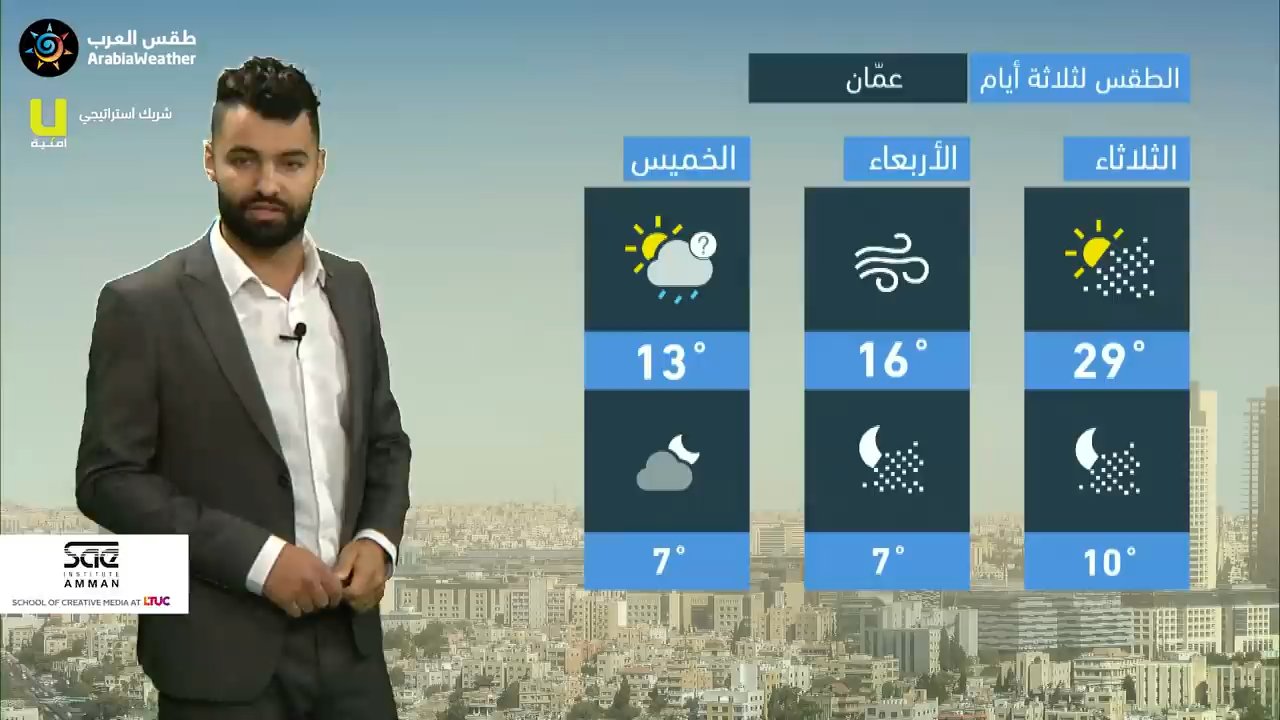 طقس العرب
ArabiaWeather
شريك استراتيجي
U
أمنية
الطقس لثلاثة أيام
عمّان
الثلاثاء
الأربعاء
الخميس
?
29°
16°
13°
10°
7°
7°
sae
INSTITUTE
AMMAN
SCHOOL OF CREATIVE MEDIA AT LTUC